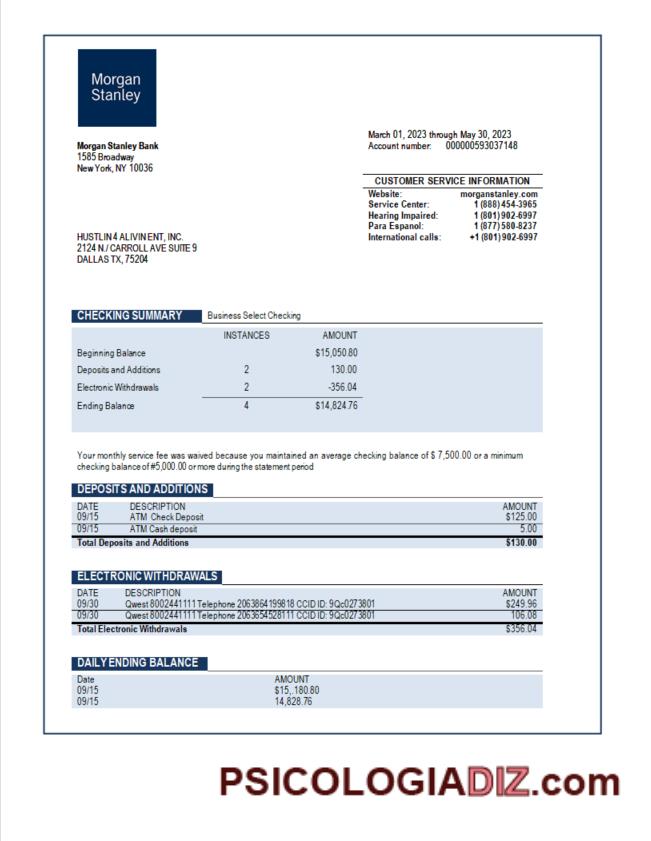 Morgan
Stanley
Morgan Stanley Bank
1585 Broadway
New York, NY 10036
March 01, 2023 through May 30, 2023
Account number: 000000593037148
CUSTOMER SERVICE INFORMATION
Website: morganstanley.com
Service Center: 1 (888) 454-3965
Hearing Impaired: 1 (801) 902-6997
Para Espanol: 1 (877) 580-8237
International calls: +1 (801) 902-6997
HUSTLIN 4 ALIVIN ENT, INC.
2124 N./ CARROLL AVE SUITE 9
DALLAS TX, 75204
CHECKING SUMMARY Business Select Checking
INSTANCES AMOUNT
Beginning Balance $15,050.80
Deposits and Additions 2 130.00
Electronic Withdrawals 2 -356.04
Ending Balance 4 $14,824.76
Your monthly service fee was waived because you maintained an average checking balance of $ 7,500.00 or a minimum
checking balance of #5,000.00 or more during the statement period
DEPOSITS AND ADDITIONS
DATE DESCRIPTION AMOUNT
09/15 ATM Check Deposit $125.00
09/15 ATM Cash deposit 5.00
Total Deposits and Additions $130.00
ELECTRONIC WITHDRAWALS
DATE DESCRIPTION AMOUNT
09/30 Qwest 8002441111 Telephone 2063864199818 CCID ID: 9Qc0273801 $249.96
09/30 Qwest 8002441111 Telephone 2063654528111 CCID ID: 9Qc0273801 106.08
Total Electronic Withdrawals $356.04
DAILY ENDING BALANCE
Date AMOUNT
09/15 $15,.180.80
09/15 14,828.76
PSICOLOGIADIZ.com